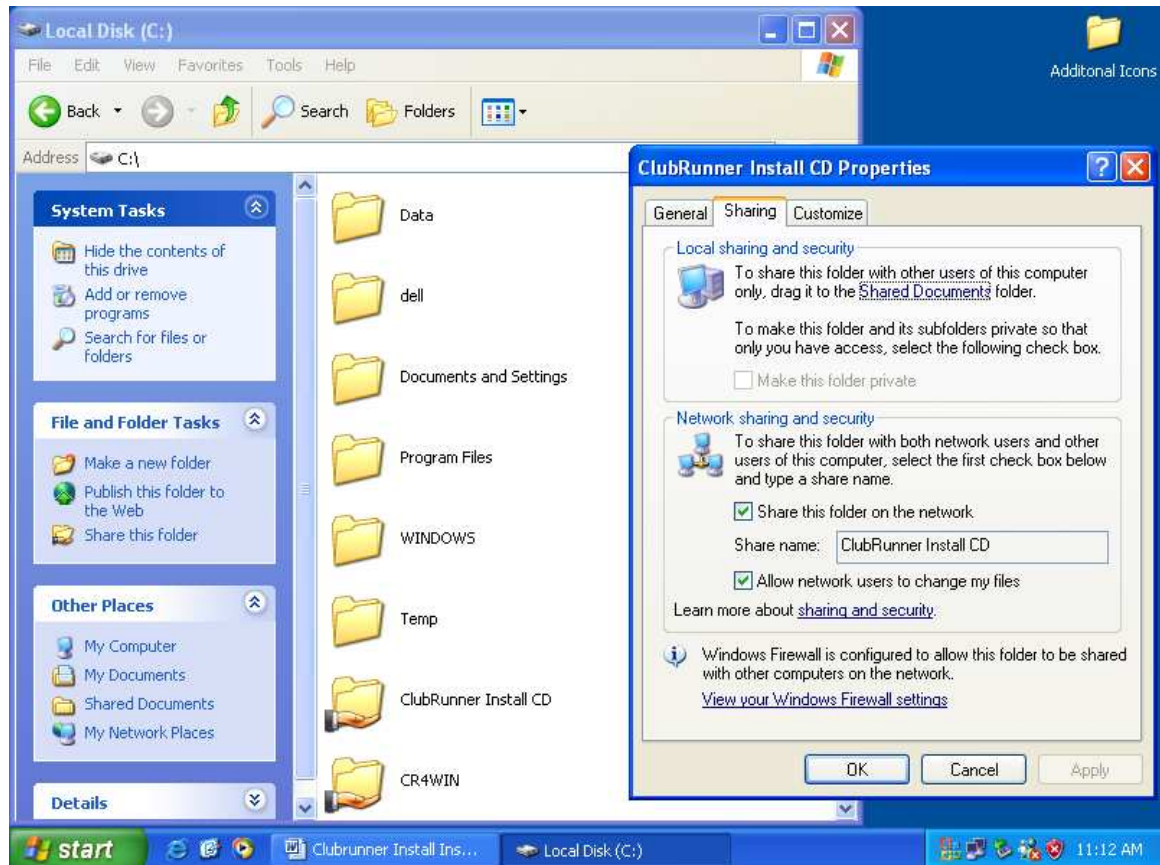 Local Disk (C:)
File Edit View Favorites Tools Help
Back Search Folders
Address C:\
System Tasks
Hide the contents of
this drive
Add or remove
programs
Search for files or
folders
File and Folder Tasks
Make a new folder
Publish this folder to
the Web
Share this folder
Other Places
My Computer
My Documents
Shared Documents
My Network Places
Details
Data
dell
Documents and Settings
Program Files
WINDOWS
Temp
ClubRunner Install CD
CR4WIN
Additonal Icons
ClubRunner Install CD Properties
General Sharing Customize
Local sharing and security
To share this folder with other users of this computer
only, drag it to the Shared Documents folder.
To make this folder and its subfolders private so that
only you have access, select the following check box.
Make this folder private
Network sharing and security
To share this folder with both network users and other
users of this computer, select the first check box below
and type a share name.
Share this folder on the network
Share name: ClubRunner Install CD
Allow network users to change my files
Learn more about sharing and security.
Windows Firewall is configured to allow this folder to be shared
with other computers on the network.
View your Windows Firewall settings
OK Cancel Apply
start Clubrunner Install Ins... Local Disk (C:) 11:12 AM